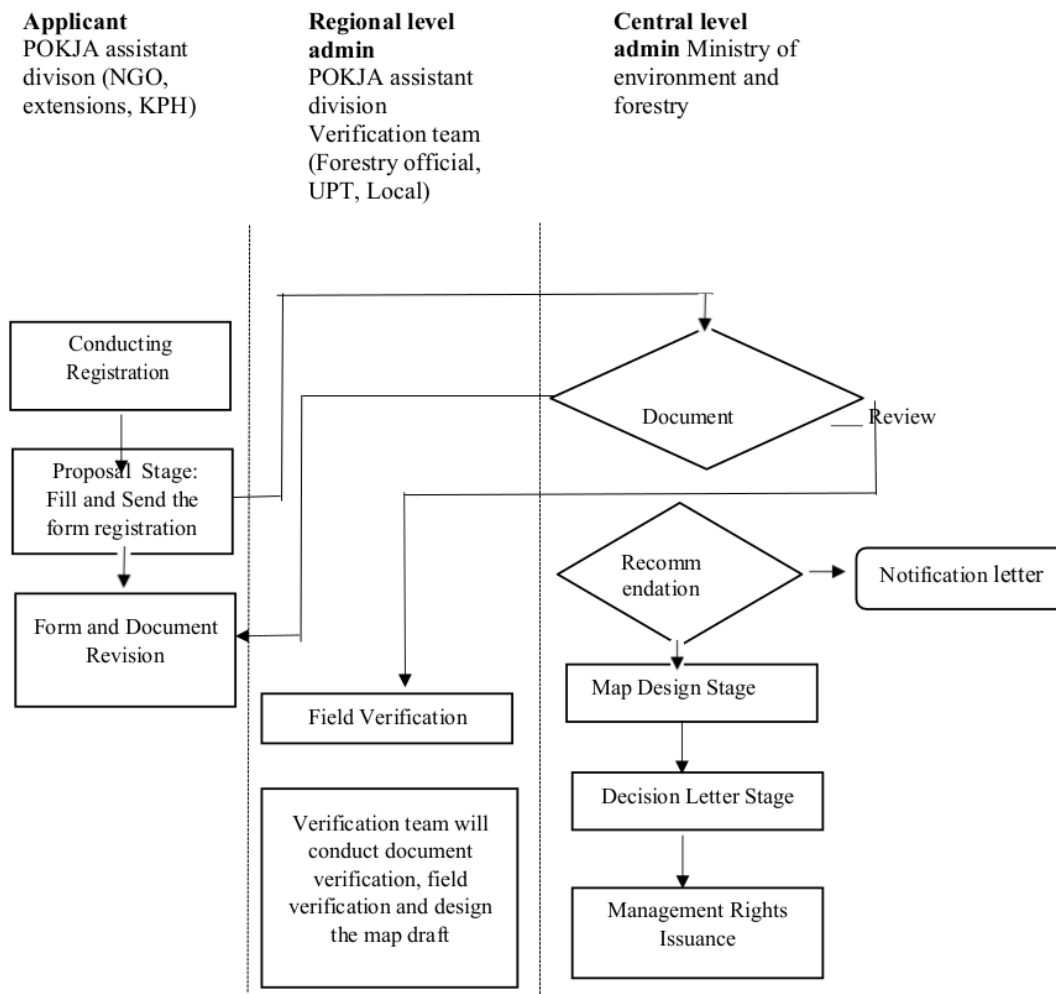 Applicant
POKJA assistant
divison (NGO,
extensions, KPH)
Regional level
admin
POKJA assistant
division
Verification team
(Forestry official,
UPT, Local)
Central level
admin Ministry of
environment and
forestry
Conducting
Registration
Proposal Stage:
Fill and Send the
form registration
Form and Document
Revision
Document
Review
Recomm
endation
Notification letter
Field Verification
Verification team will
conduct document
verification, field
verification and design
the map draft
Map Design Stage
Decision Letter Stage
Management Rights
Issuance